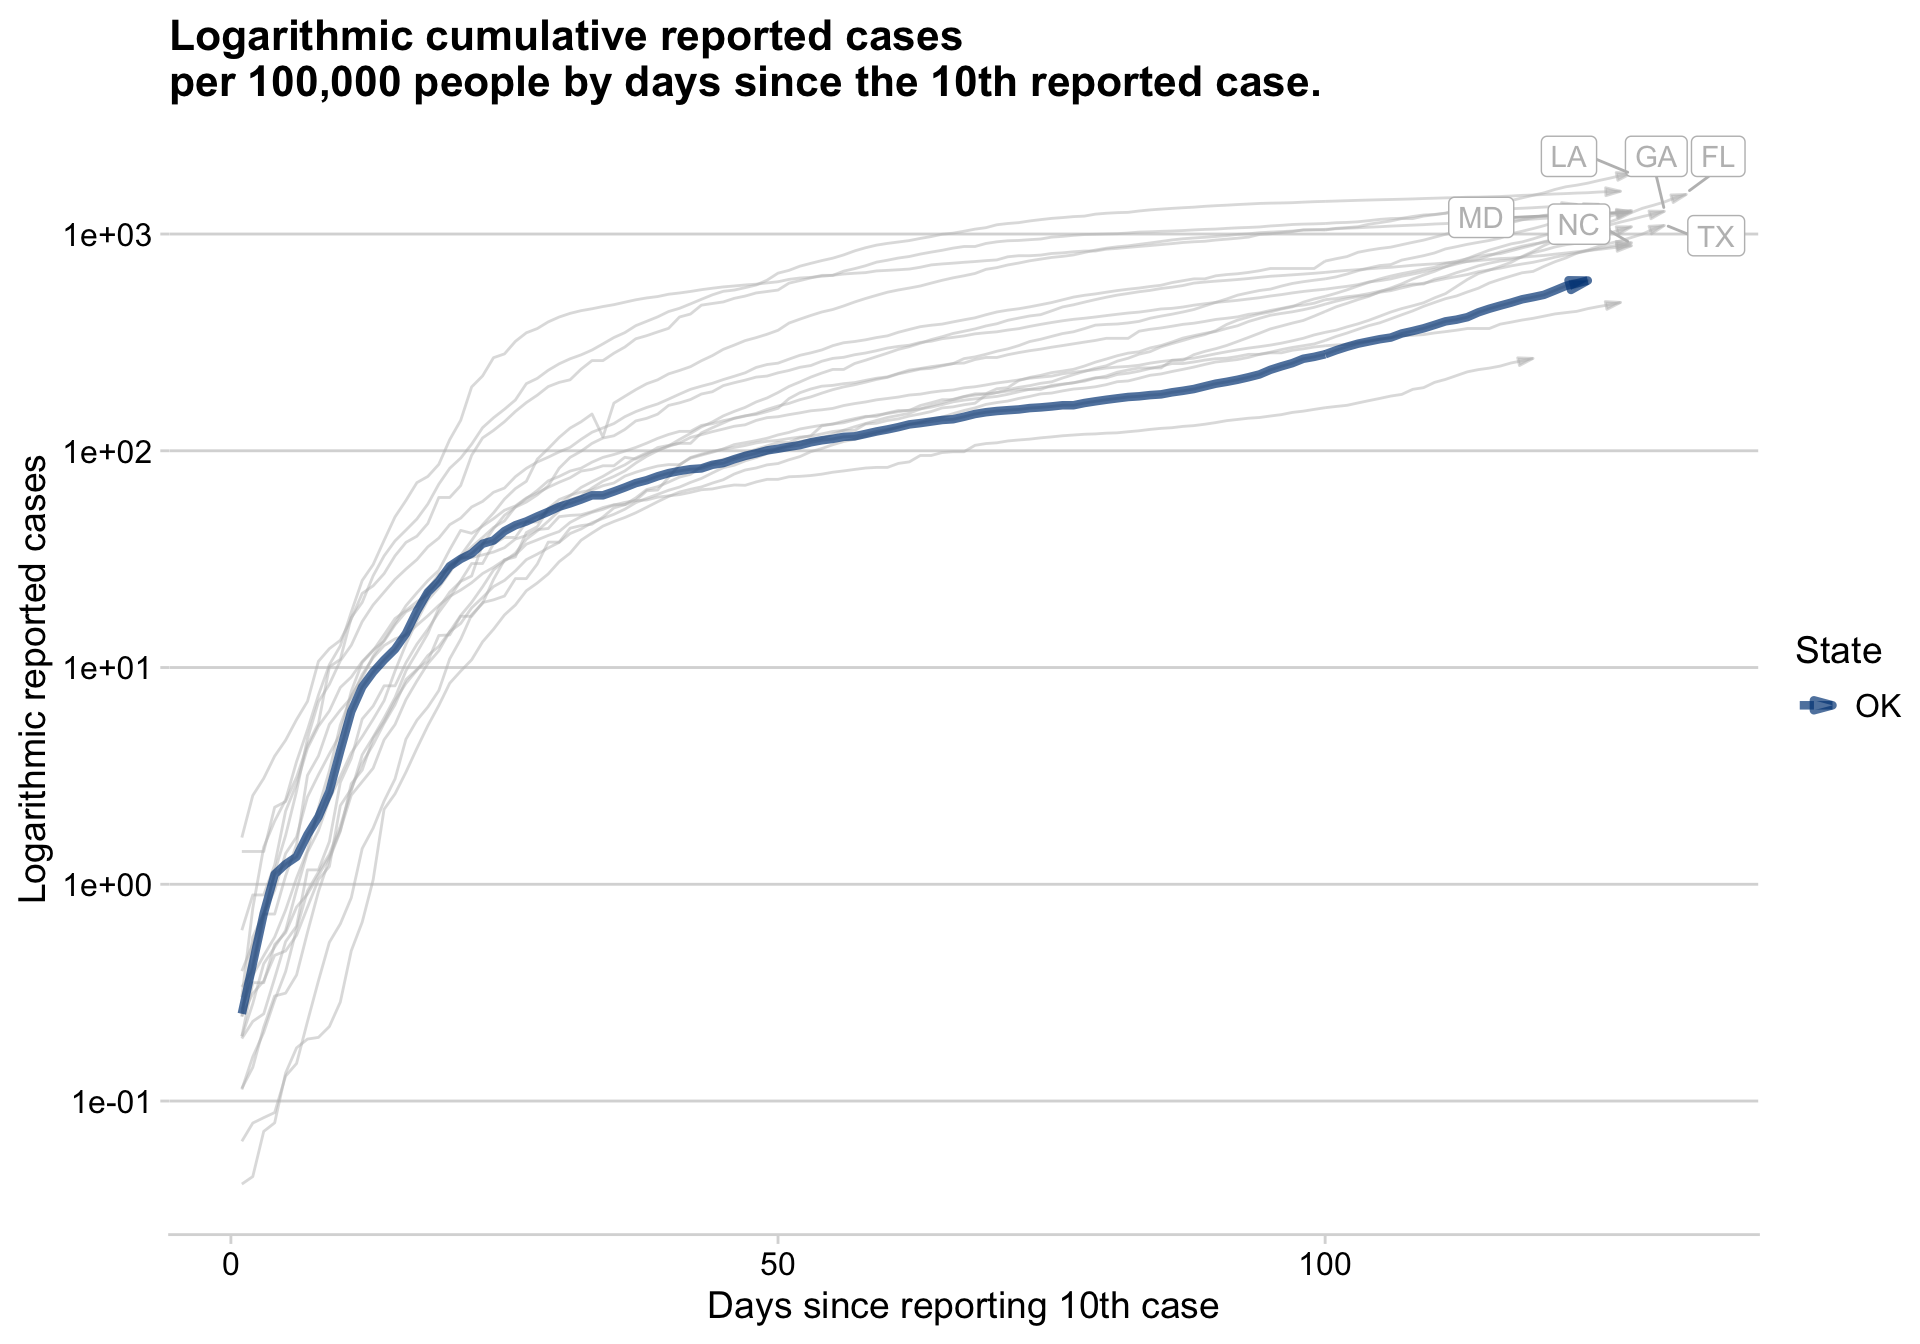 Logarithmic cumulative reported cases
per 100,000 people by days since the 10th reported case.
LA
GA
FL
MD
NC
TX
1e+03
1e+02
1e+01
1e+00
1e-01
Logarithmic reported cases
State
OK
0
50
100
Days since reporting 10th case